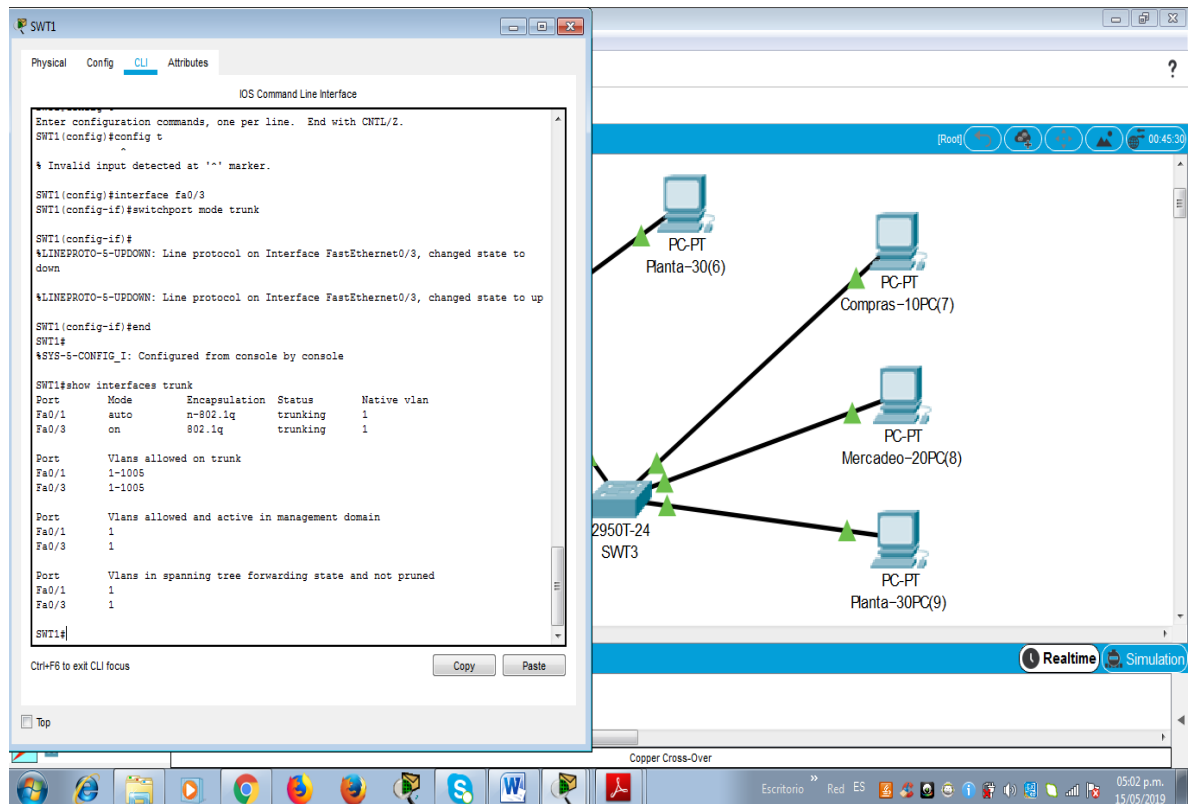 SWT1
Physical Config CLI Attributes
IOS Command Line Interface
Enter configuration commands, one per line. End with CNTL/Z.
SWT1(config)#config t
^
% Invalid input detected at '^' marker.
SWT1(config)#interface fa0/3
SWT1(config-if)#switchport mode trunk
SWT1(config-if)#
%LINEPROTO-5-UPDOWN: Line protocol on Interface FastEthernet0/3, changed state to
down
%LINEPROTO-5-UPDOWN: Line protocol on Interface FastEthernet0/3, changed state to up
SWT1(config-if)#end
SWT1#
%SYS-5-CONFIG_I: Configured from console by console
SWT1#show interfaces trunk
Port Mode Encapsulation Status Native vlan
Fa0/1 auto n-802.1q trunking 1
Fa0/3 on 802.1q trunking 1
Port Vlans allowed on trunk
Fa0/1 1-1005
Fa0/3 1-1005
Port Vlans allowed and active in management domain
Fa0/1 1
Fa0/3 1
Port Vlans in spanning tree forwarding state and not pruned
Fa0/1 1
Fa0/3 1
SWT1#
Ctrl+F6 to exit CLI focus
Copy Paste
Top
?
[Root]
00:45:30
PC-PT
Planta-30(6)
PC-PT
Compras-10PC(7)
PC-PT
Mercadeo-20PC(8)
2950T-24
SWT3
PC-PT
Planta-30PC(9)
Realtime Simulation
Copper Cross-Over
Escritorio » Red ES
05:02 p.m.
15/05/2019